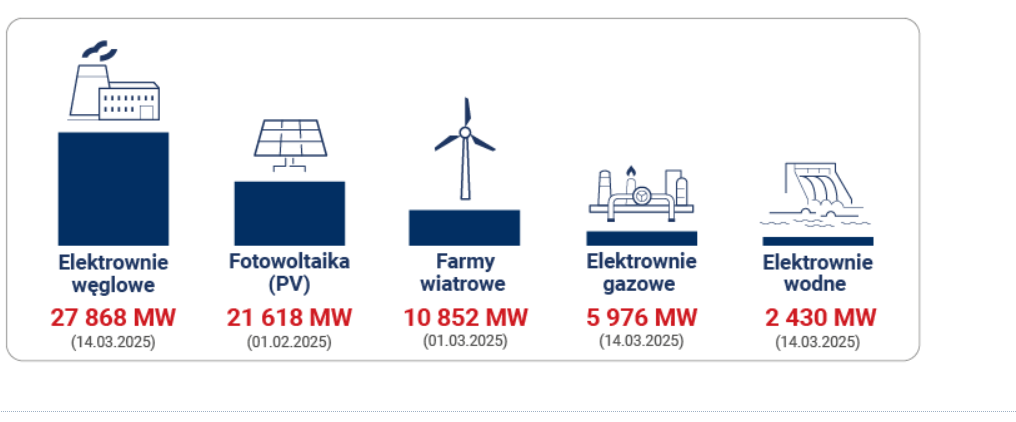 Elektrownie
węglowe
27 868 MW
(14.03.2025)
Fotowoltaika
(PV)
21 618 MW
(01.02.2025)
Farmy
wiatrowe
10 852 MW
(01.03.2025)
Elektrownie
gazowe
5 976 MW
(14.03.2025)
Elektrownie
wodne
2 430 MW
(14.03.2025)